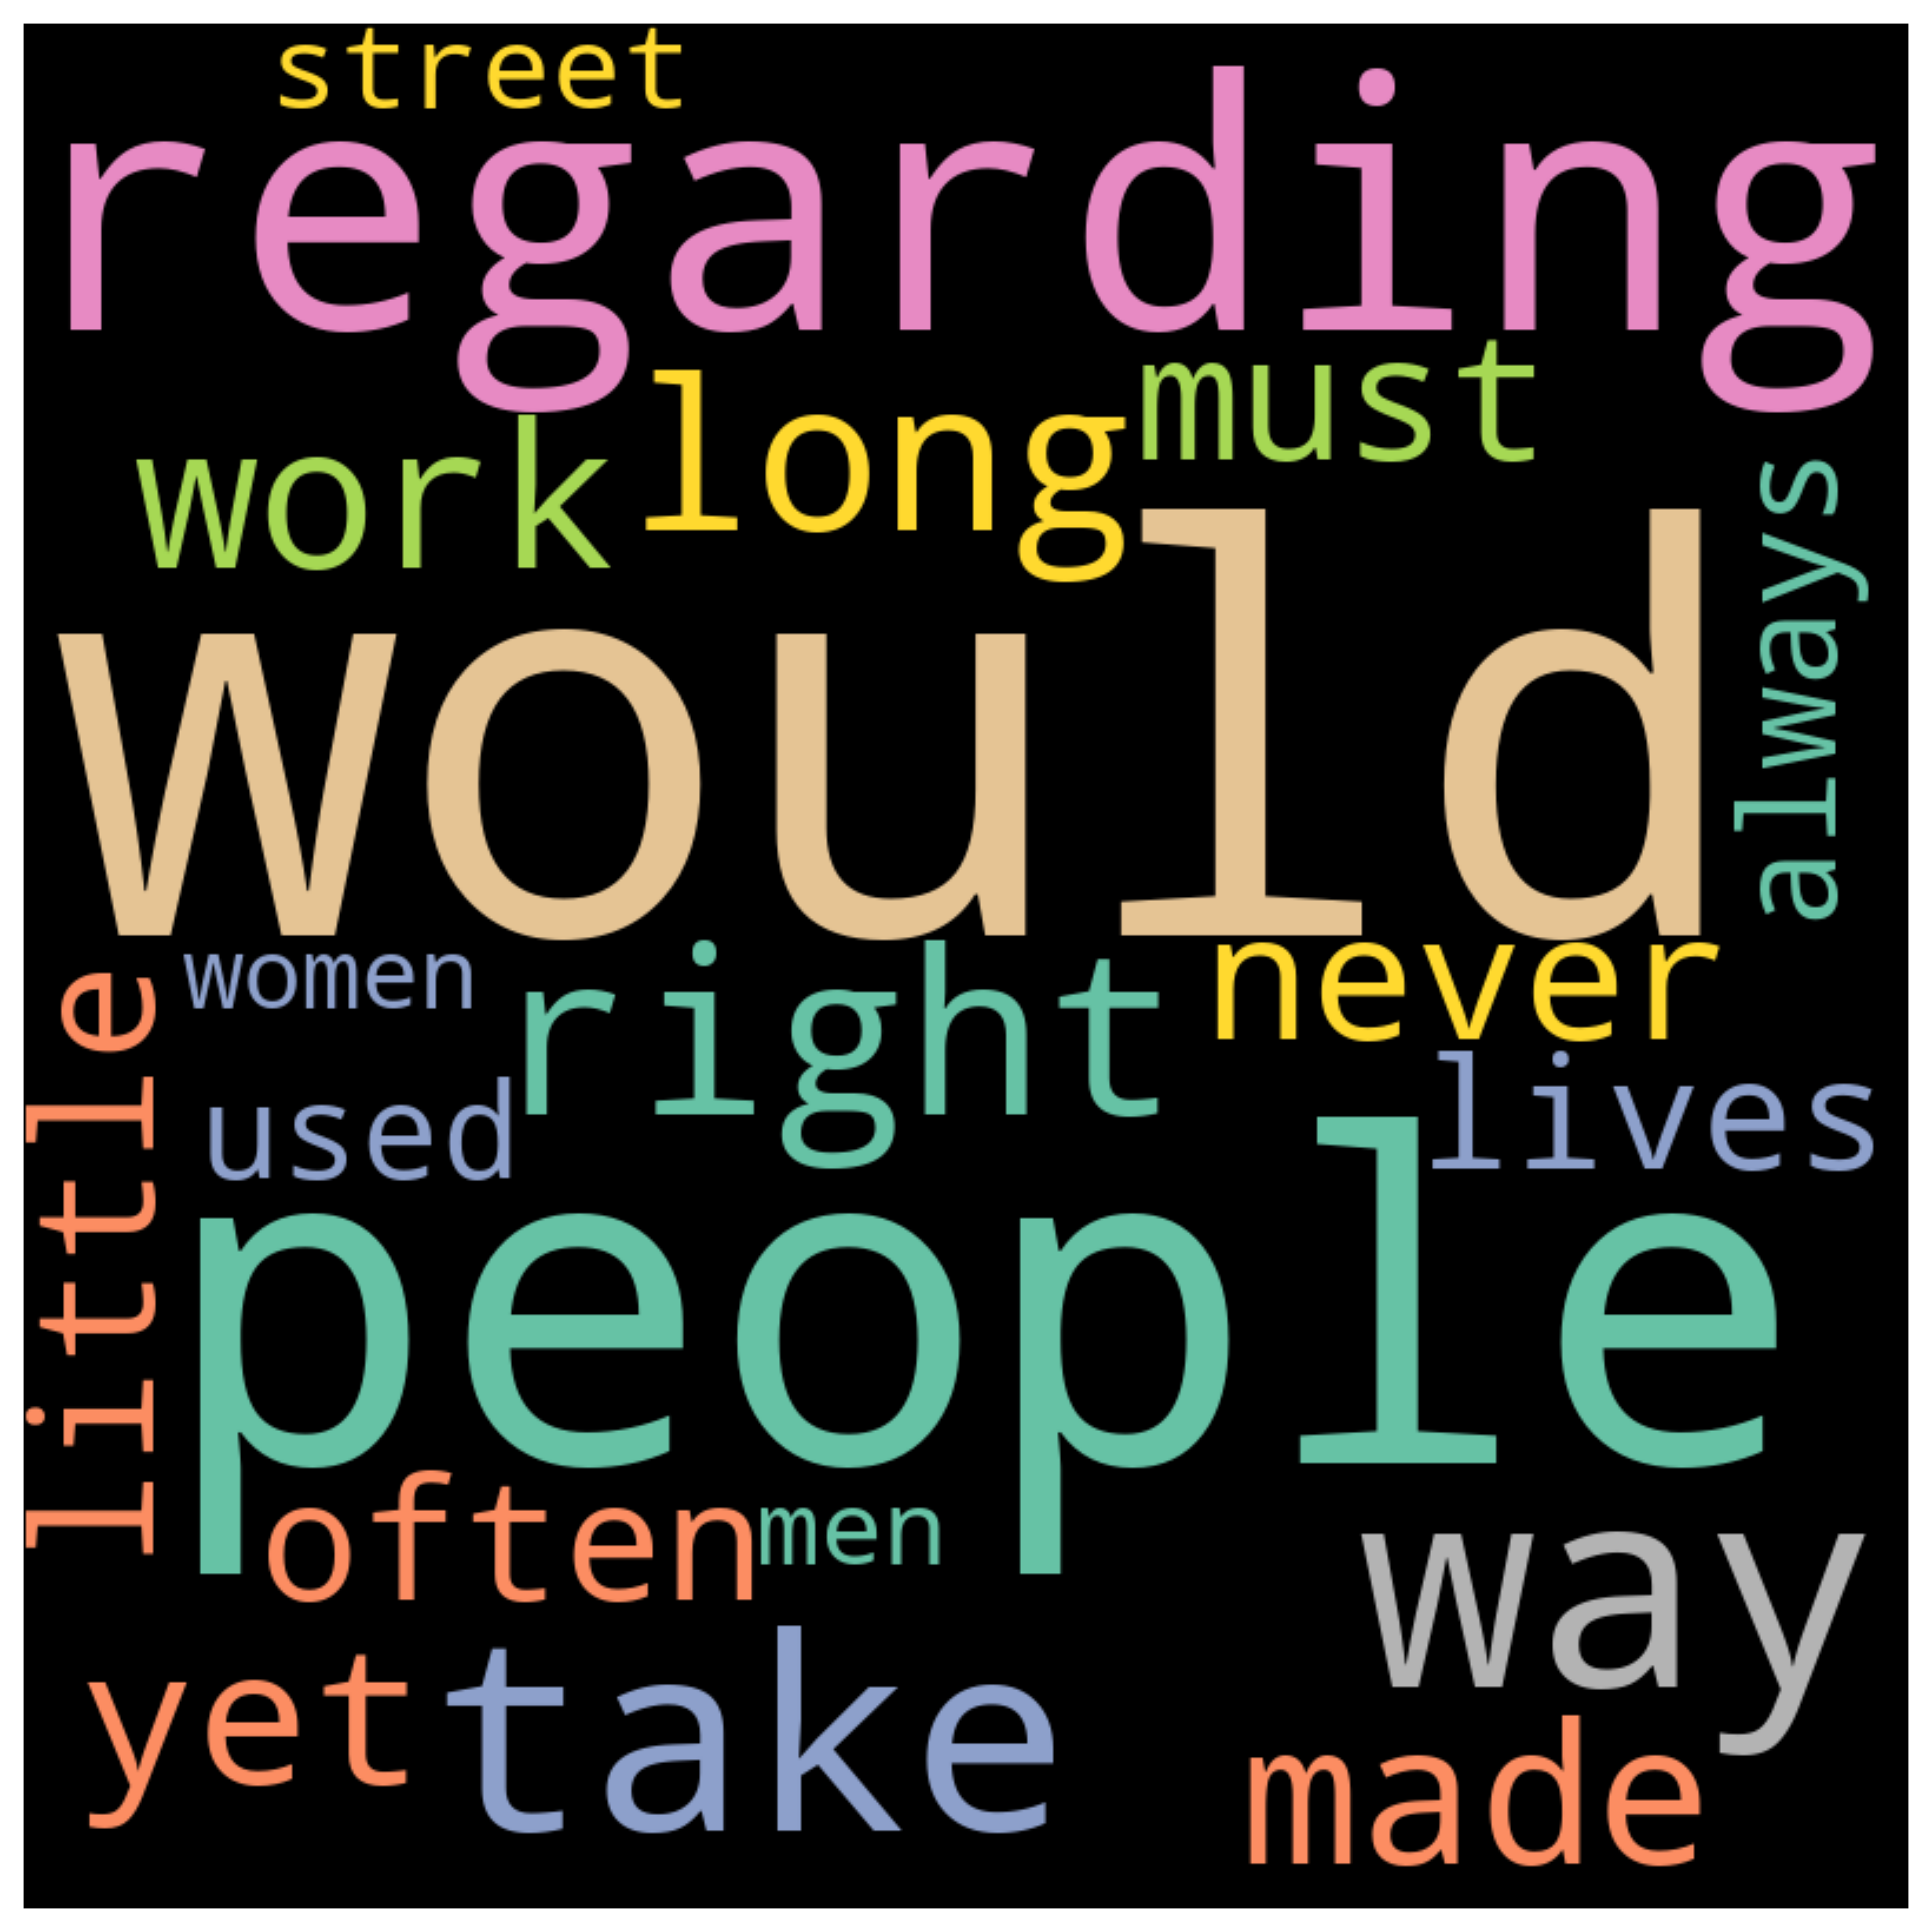 street
regarding
must
long
work
always
would
never
women
right
little
used
lives
people
often
men
way
yet
take
made